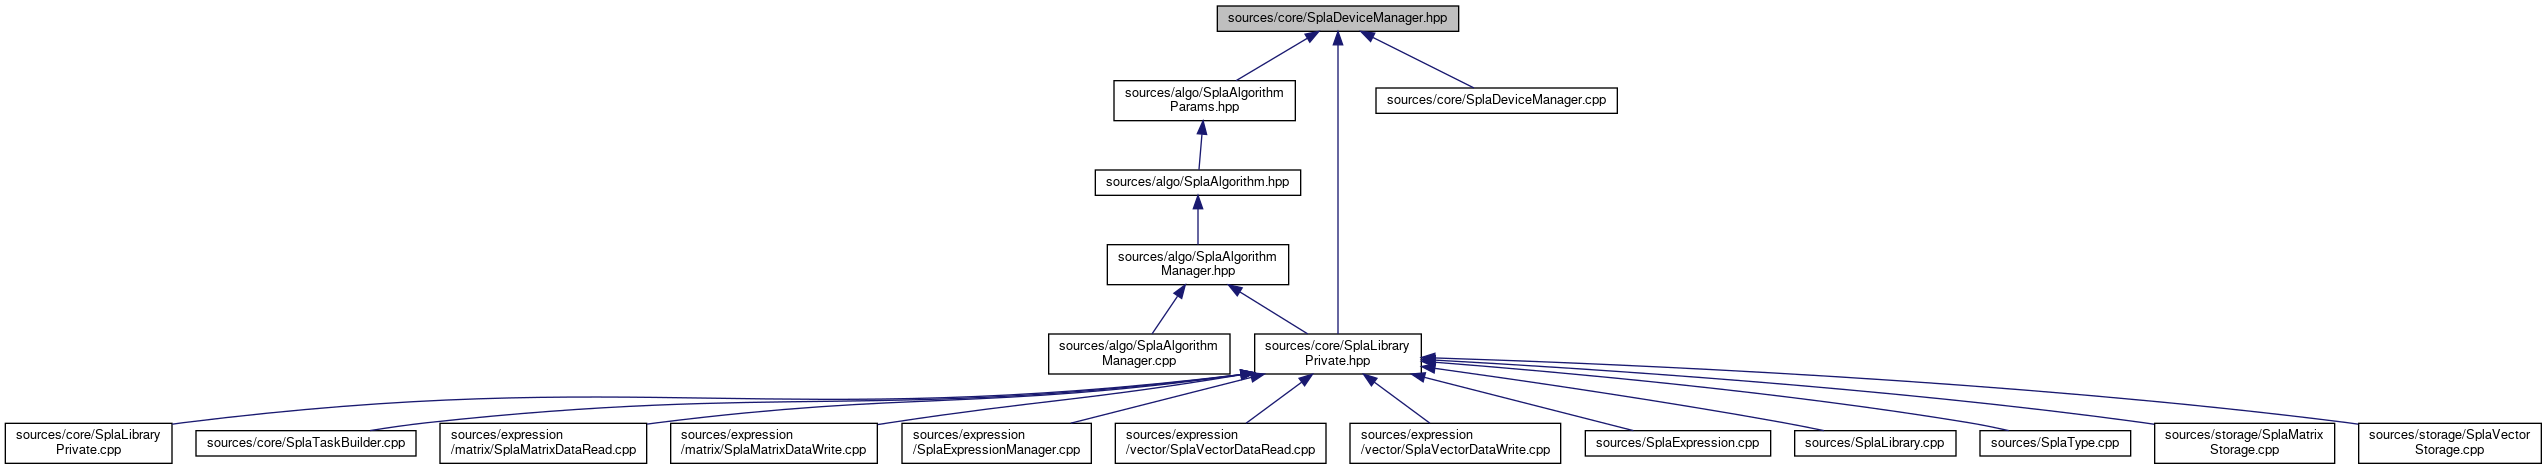 sources/core/SplaDeviceManager.hpp
sources/algo/SplaAlgorithm
Params.hpp
sources/core/SplaDeviceManager.cpp
sources/algo/SplaAlgorithm.hpp
sources/algo/SplaAlgorithm
Manager.hpp
sources/algo/SplaAlgorithm
Manager.cpp
sources/core/SplaLibrary
Private.hpp
sources/core/SplaLibrary
Private.cpp
sources/core/SplaTaskBuilder.cpp
sources/expression
/matrix/SplaMatrixDataRead.cpp
sources/expression
/matrix/SplaMatrixDataWrite.cpp
sources/expression
/SplaExpressionManager.cpp
sources/expression
/vector/SplaVectorDataRead.cpp
sources/expression
/vector/SplaVectorDataWrite.cpp
sources/SplaExpression.cpp
sources/SplaLibrary.cpp
sources/SplaType.cpp
sources/storage/SplaMatrix
Storage.cpp
sources/storage/SplaVector
Storage.cpp